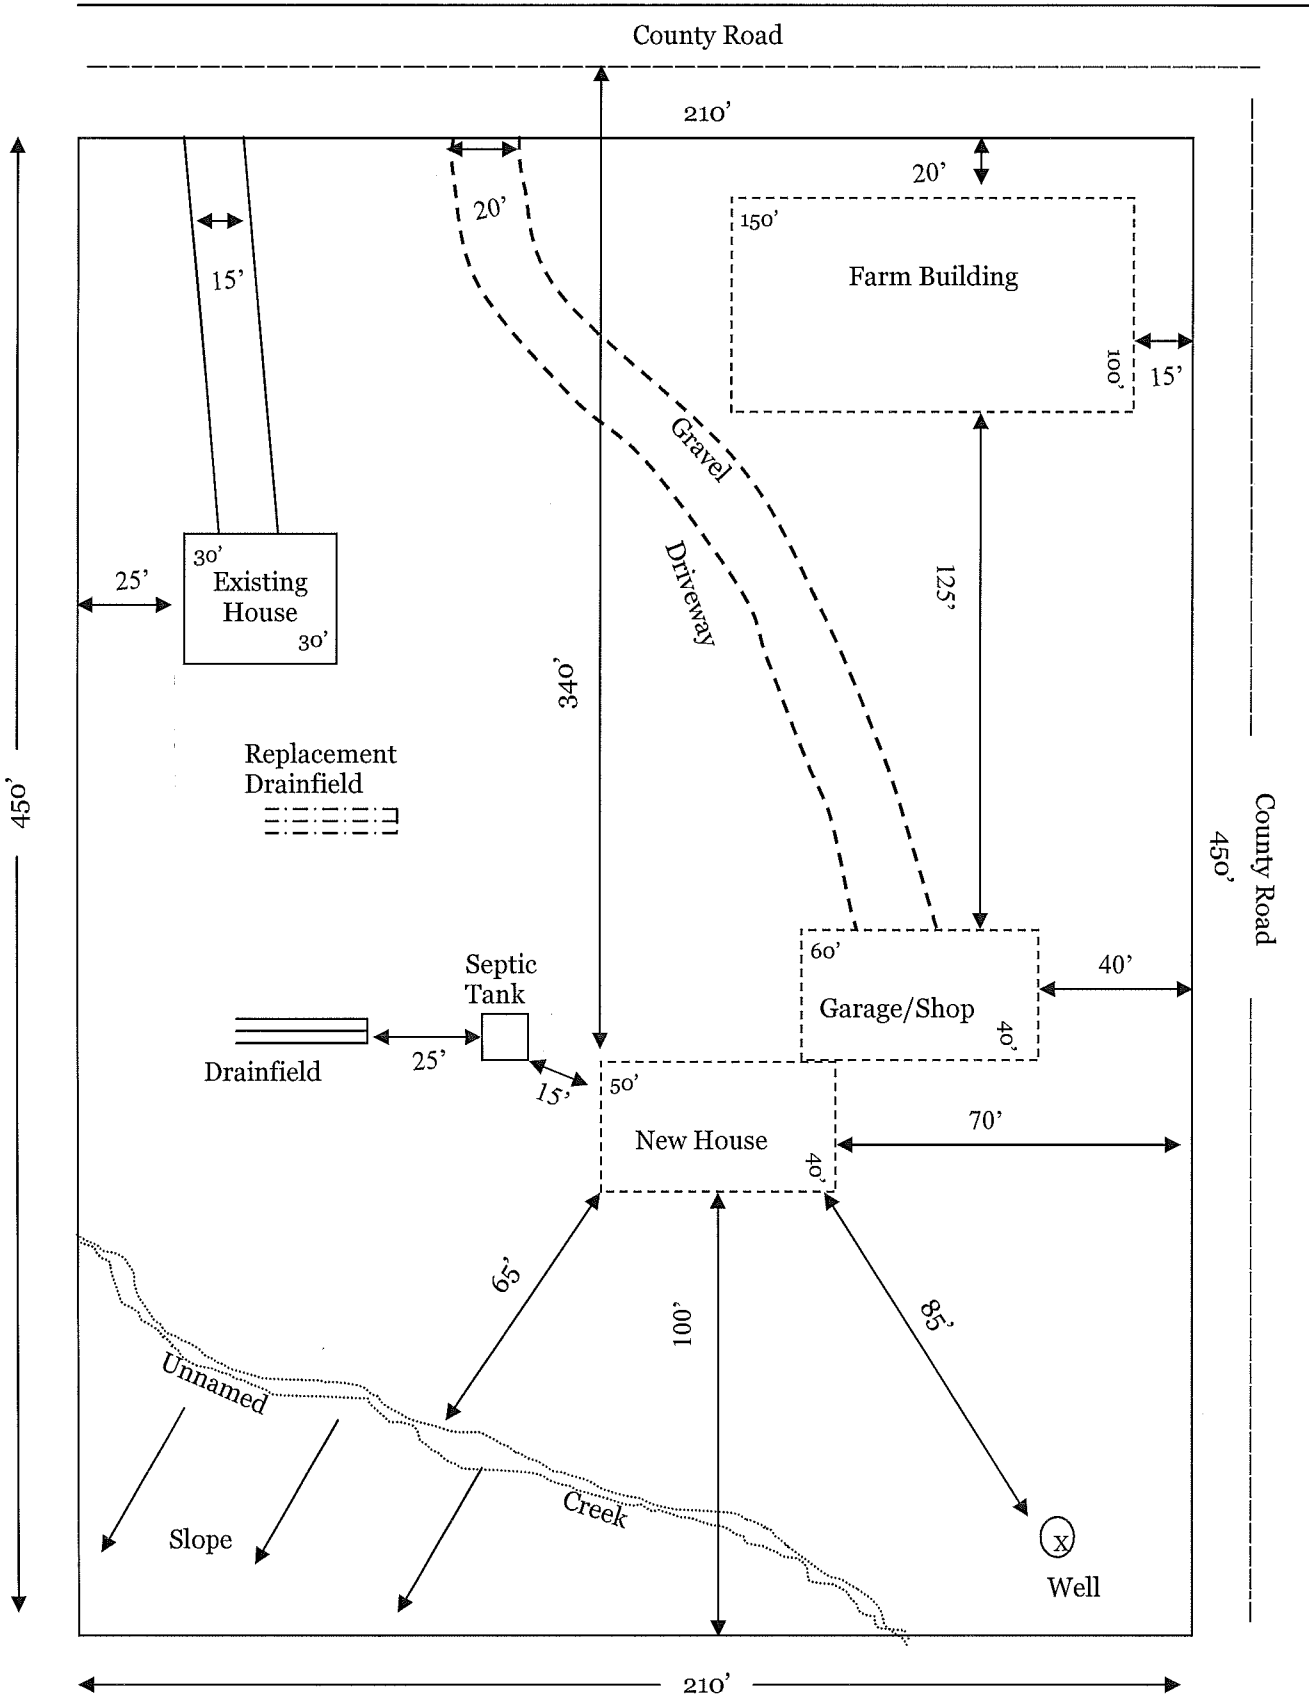 County Road
210’
20’
20’
150’
Farm Building
15’
100’
15’
Gravel
30’
Existing
House
30’
25’
125’
Driveway
340’
Replacement
Drainfield
450’
County Road
450’
60’
Garage/Shop
40’
40’
Septic
Tank
25’
Drainfield
15’
50’
New House
40’
70’
65’
100’
85’
Unnamed
Creek
Slope
X
Well
210’